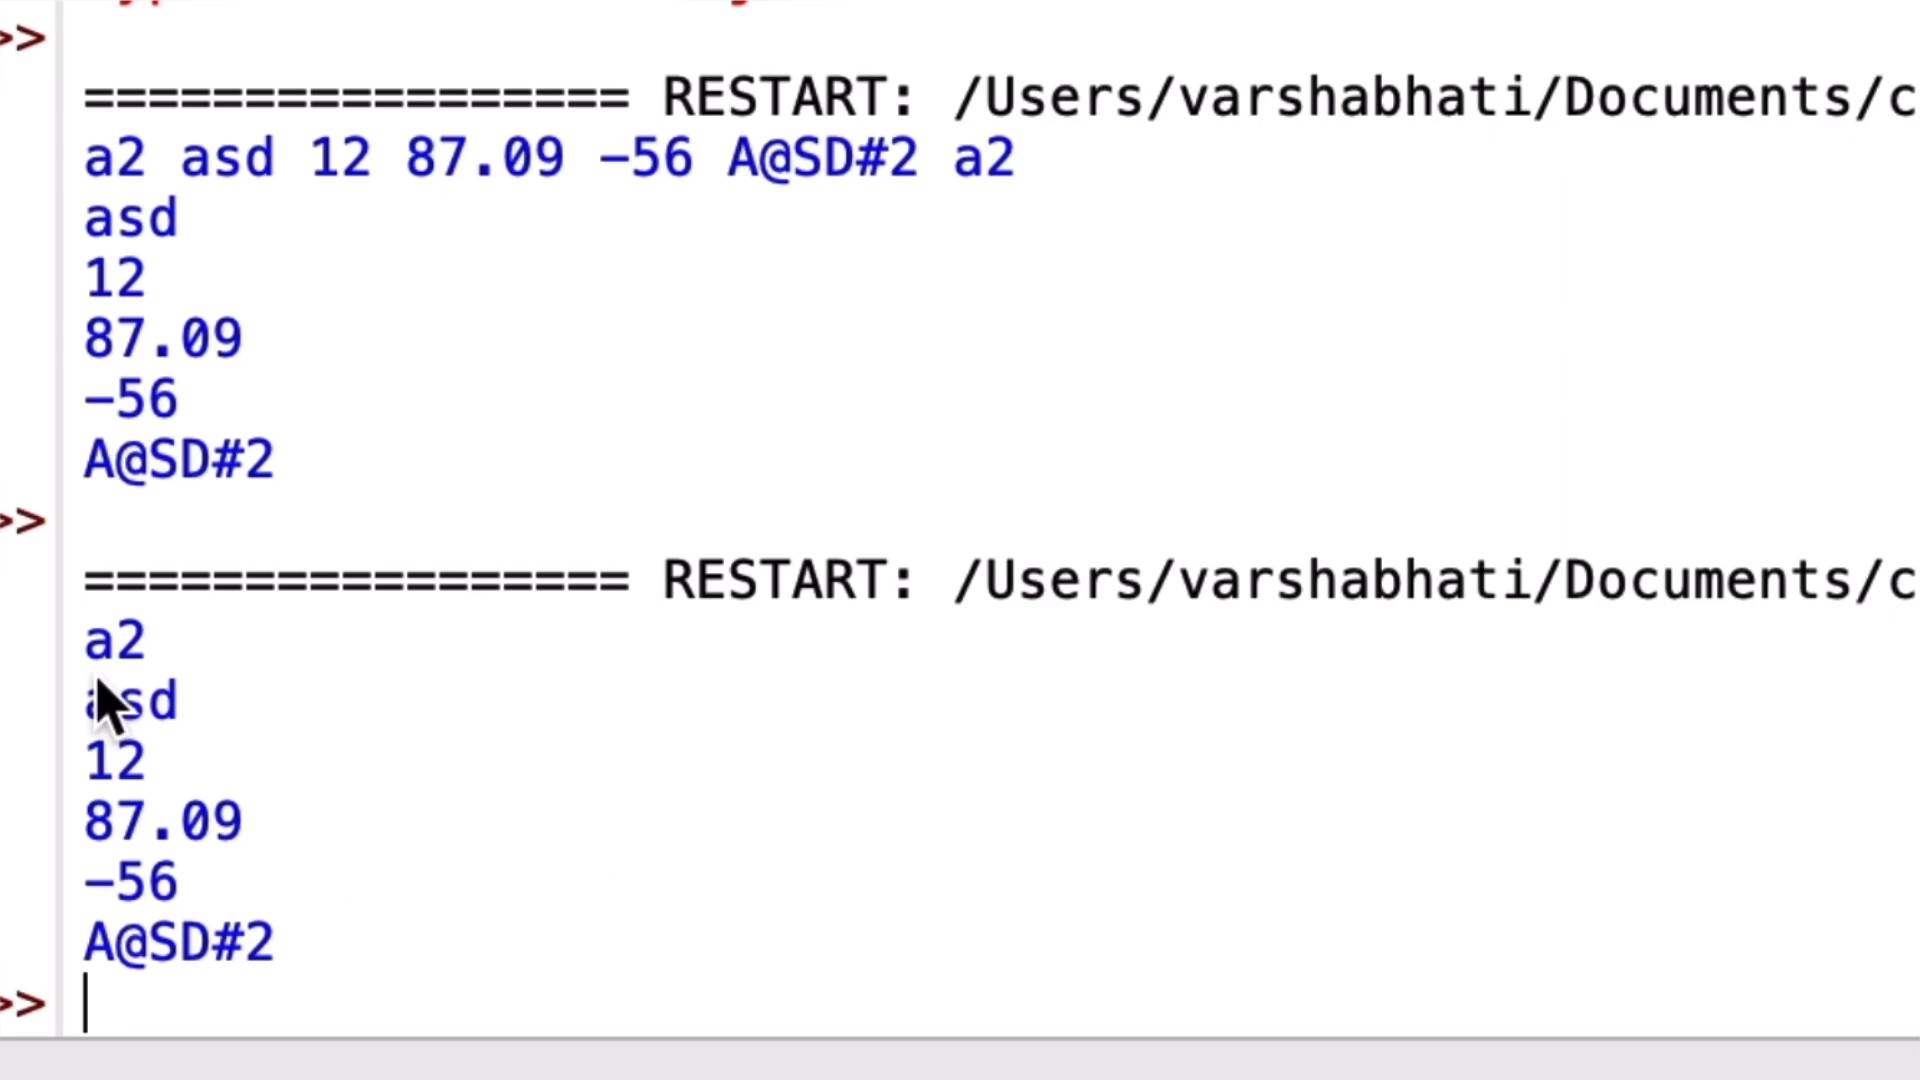 >>
================= RESTART: /Users/varshabhati/Documents/c
a2 asd 12 87.09 -56 A@SD#2 a2
asd
12
87.09
-56
A@SD#2
>>
================= RESTART: /Users/varshabhati/Documents/c
a2
asd
12
87.09
-56
A@SD#2
>>